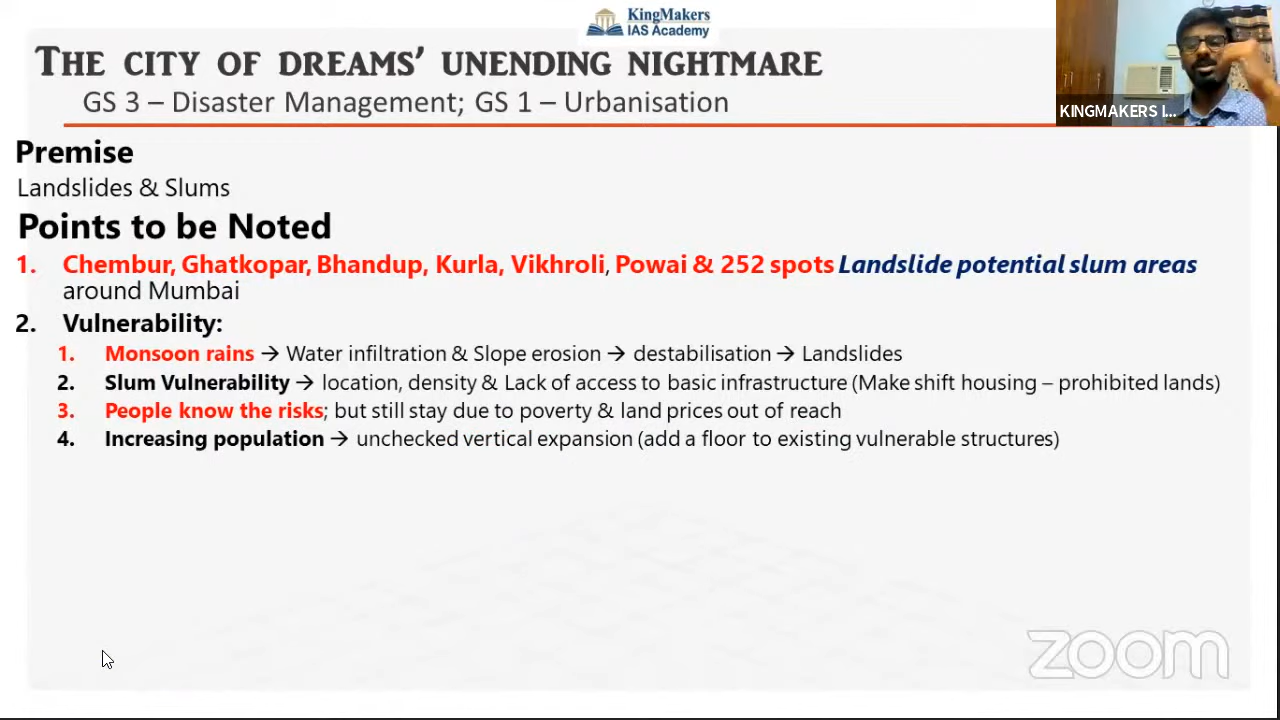 KingMakers
IAS Academy
THE CITY OF DREAMS’ UNENDING NIGHTMARE
GS 3 – Disaster Management; GS 1 – Urbanisation
KINGMAKERS I...
Premise
Landslides & Slums
Points to be Noted
1. Chembur, Ghatkopar, Bhandup, Kurla, Vikhroli, Powai & 252 spots Landslide potential slum areas
around Mumbai
2. Vulnerability:
1. Monsoon rains → Water infiltration & Slope erosion → destabilisation → Landslides
2. Slum Vulnerability → location, density & Lack of access to basic infrastructure (Make shift housing – prohibited lands)
3. People know the risks; but still stay due to poverty & land prices out of reach
4. Increasing population → unchecked vertical expansion (add a floor to existing vulnerable structures)
zoom